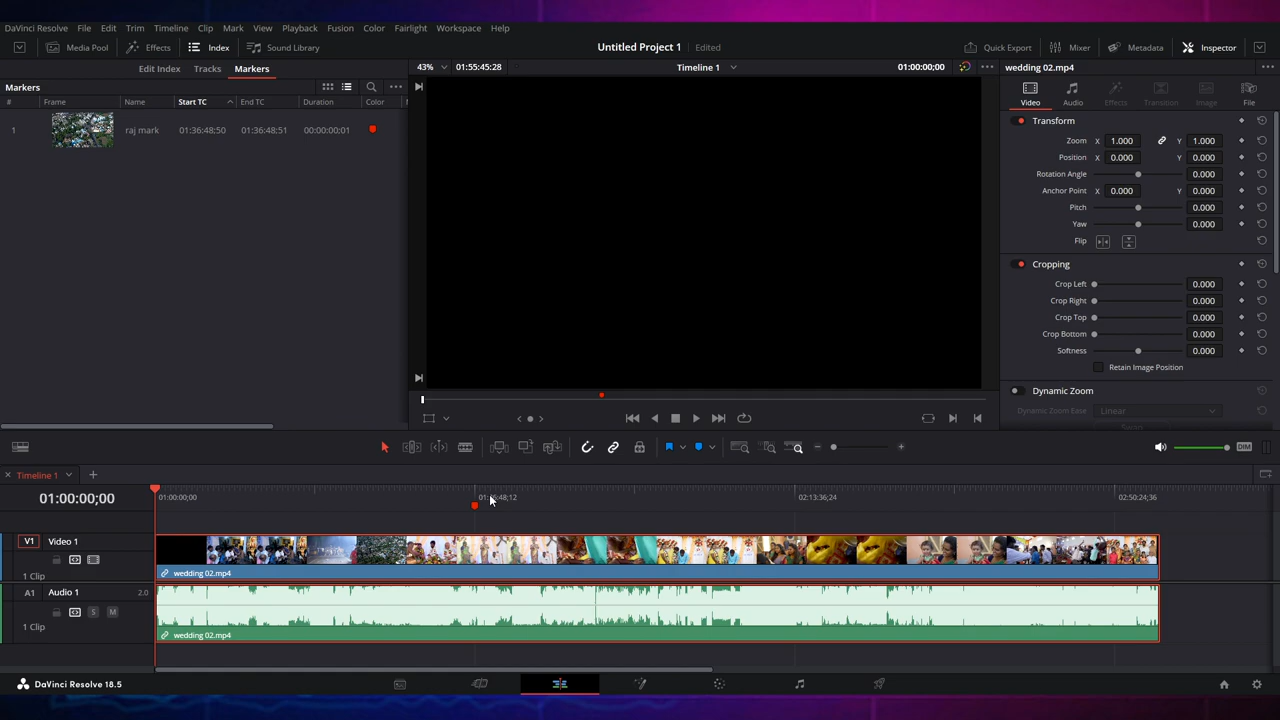 DaVinci Resolve File Edit Trim Timeline Clip Mark View Playback Fusion Color Fairlight Workspace Help
Media Pool Effects Index Sound Library Untitled Project 1 Edited Quick Export Mixer Metadata Inspector
Edit Index Tracks Markers 43% 01:55:45:28 Timeline 1 01:00:00;00 wedding 02.mp4
Markers
Video Audio Effects Transition Image File
# Frame Name Start TC End TC Duration Color
1 raj mark 01:36:48:50 01:36:48:51 00:00:00:01
Transform
Zoom X 1.000 Y 1.000
Position X 0.000 Y 0.000
Rotation Angle 0.000
Anchor Point X 0.000 Y 0.000
Pitch 0.000
Yaw 0.000
Flip
Cropping
Crop Left 0.000
Crop Right 0.000
Crop Top 0.000
Crop Bottom 0.000
Softness 0.000
Retain Image Position
Dynamic Zoom
Dynamic Zoom Ease Linear
DIM
Timeline 1
01:00:00;00 01:00:00;00 02:13:36;24 02:50:24;36
V1 Video 1
1 Clip wedding 02.mp4
A1 Audio 1 2.0
S M
1 Clip wedding 02.mp4
DaVinci Resolve 18.5